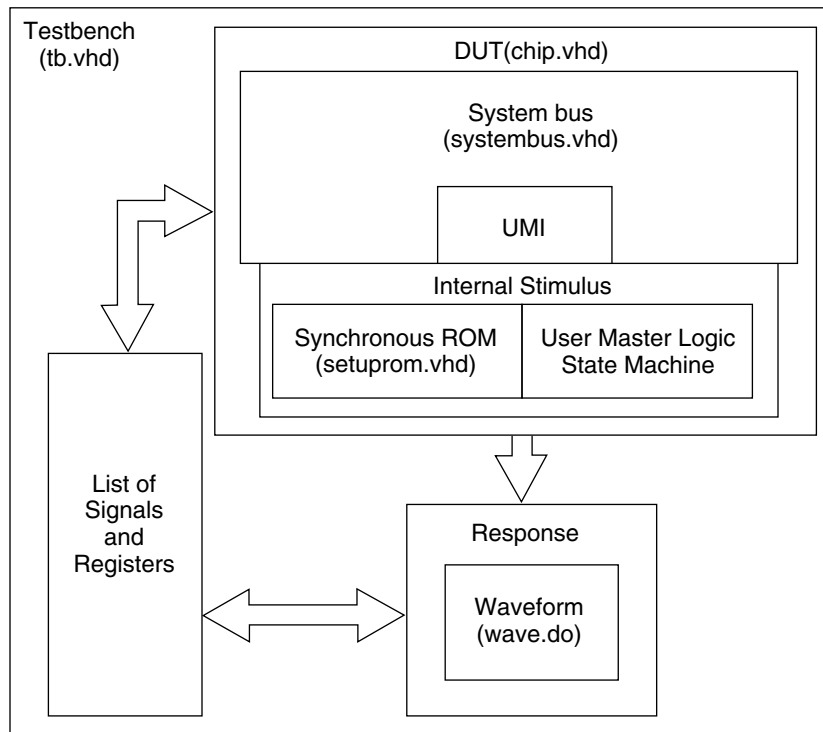 Testbench
(tb.vhd)
DUT(chip.vhd)
System bus
(systembus.vhd)
UMI
Internal Stimulus
Synchronous ROM
(setuprom.vhd)
User Master Logic
State Machine
List of
Signals
and
Registers
Response
Waveform
(wave.do)